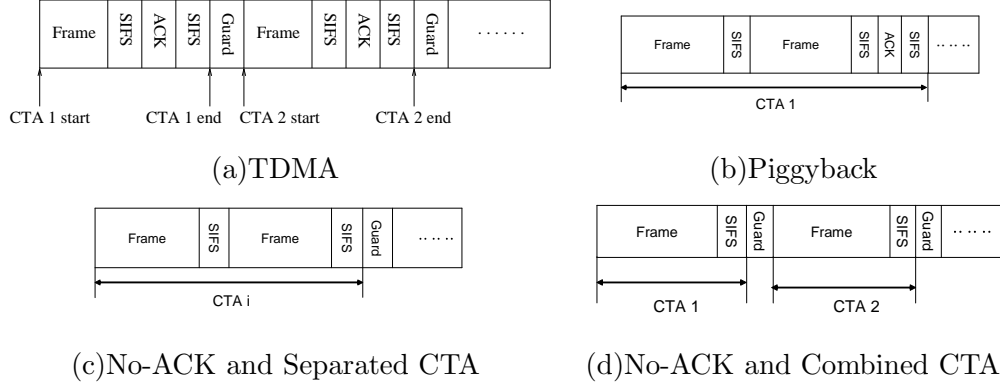 Frame SIFS ACK SIFS Guard Frame SIFS ACK SIFS Guard ······
CTA 1 start CTA 1 end CTA 2 start CTA 2 end
(a)TDMA
Frame SIFS Frame SIFS ACK SIFS ······
CTA 1
(b)Piggyback
Frame SIFS Frame SIFS Guard ······
CTA i
(c)No-ACK and Separated CTA
Frame SIFS Guard Frame SIFS Guard ······
CTA 1 CTA 2
(d)No-ACK and Combined CTA